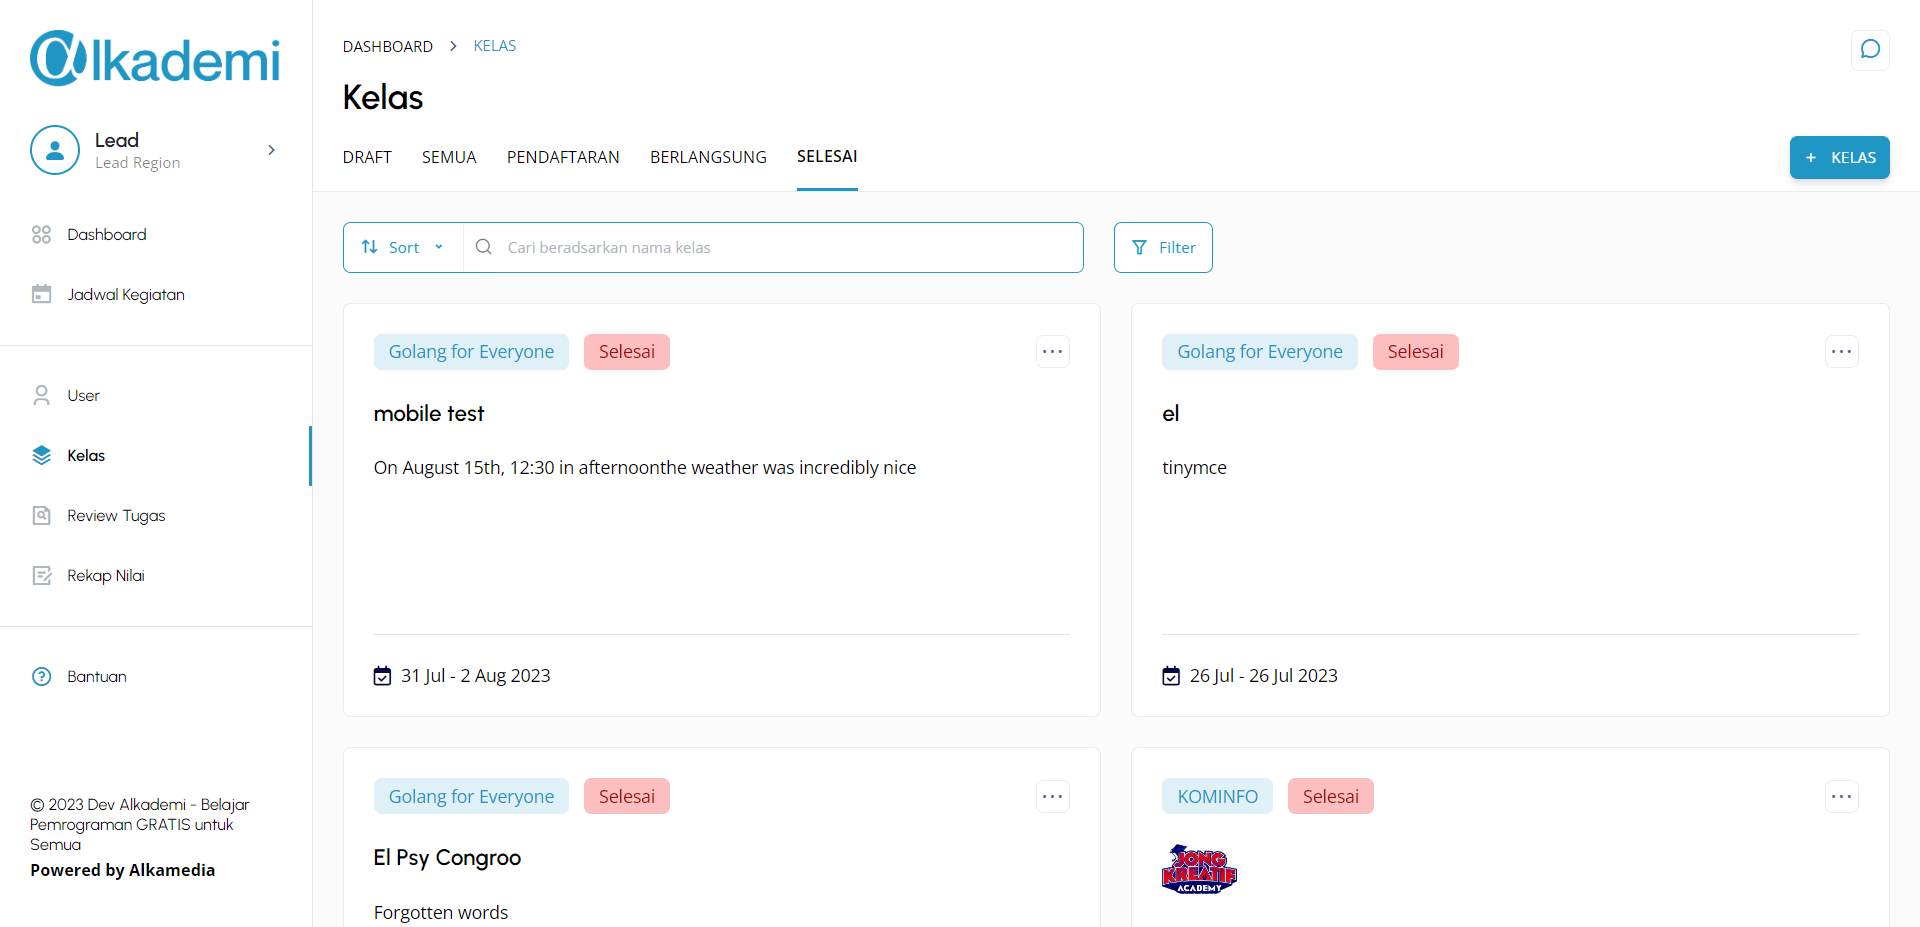 @lkademi
Lead
Lead Region
Dashboard
Jadwal Kegiatan
User
Kelas
Review Tugas
Rekap Nilai
Bantuan
© 2023 Dev Alkademi - Belajar
Pemrograman GRATIS untuk
Semua
Powered by Alkamedia
DASHBOARD > KELAS
Kelas
DRAFT SEMUA PENDAFTARAN BERLANGSUNG SELESAI
+ KELAS
Sort Cari beradsarkan nama kelas Filter
Golang for Everyone Selesai
mobile test
On August 15th, 12:30 in afternoonthe weather was incredibly nice
31 Jul - 2 Aug 2023
Golang for Everyone Selesai
el
tinymce
26 Jul - 26 Jul 2023
Golang for Everyone Selesai
El Psy Congroo
Forgotten words
KOMINFO Selesai
JONG
KREATIF
ACADEMY